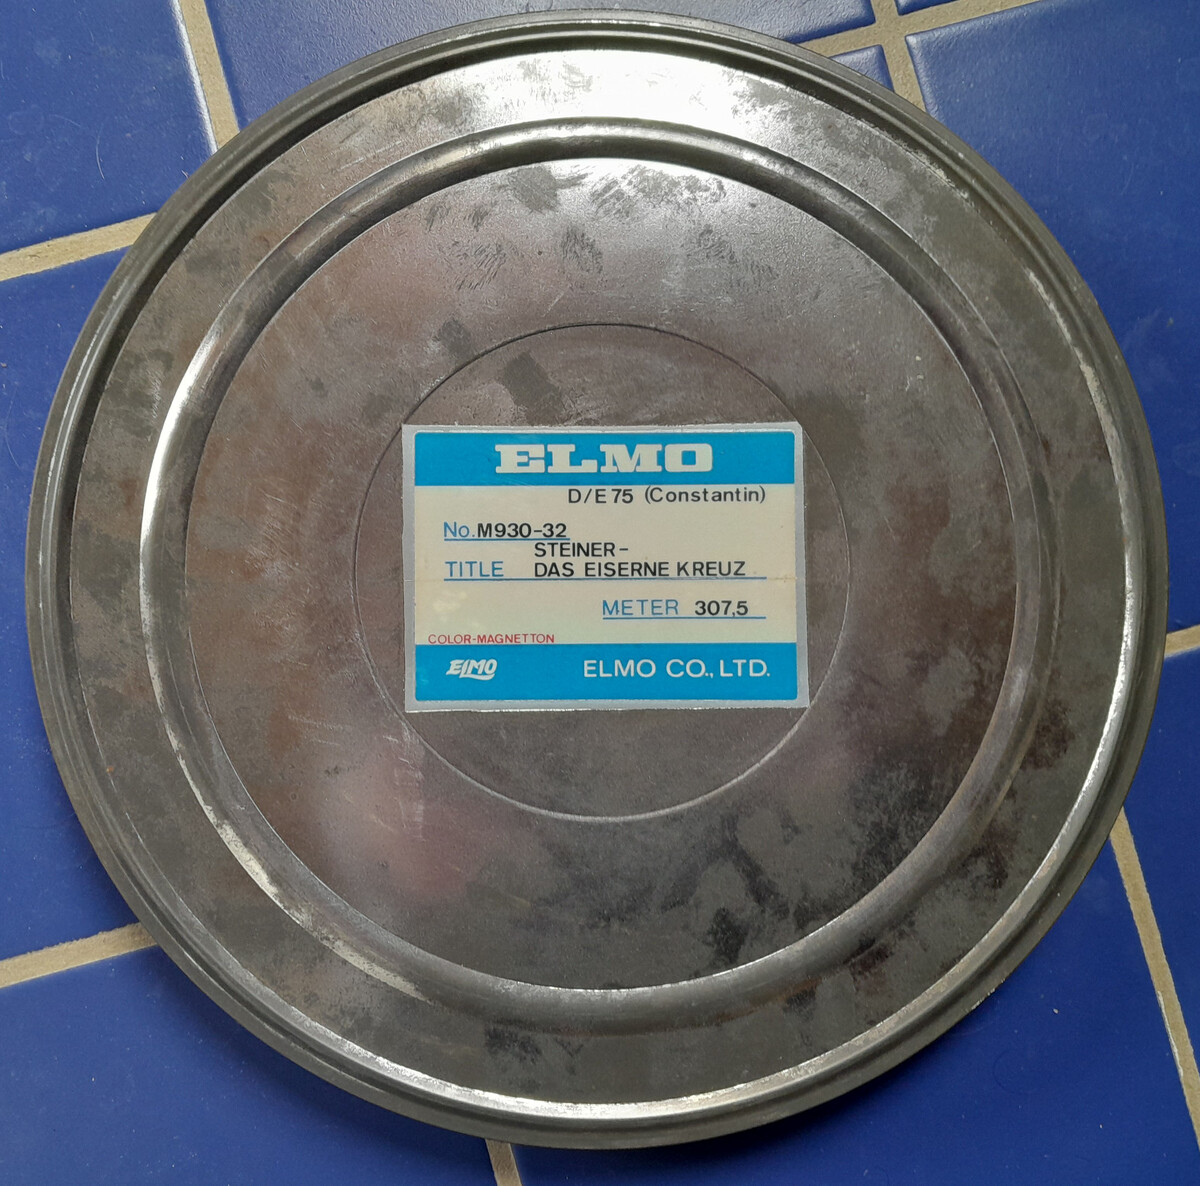 ELMO
D/E75 (Constantin)
No. M930-32
STEINER-
TITLE DAS EISERNE KREUZ
METER 307,5
COLOR-MAGNETTON
ELMO ELMO CO., LTD.